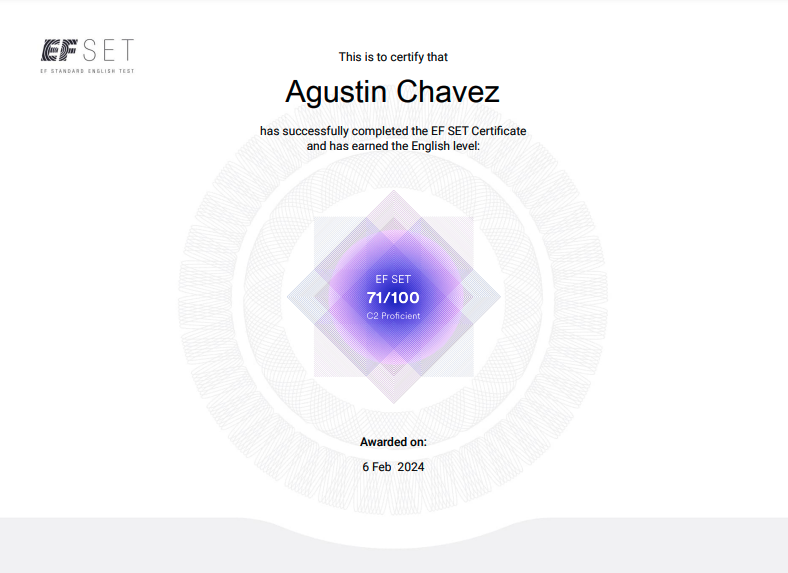 EF SET
EF STANDARD ENGLISH TEST
This is to certify that
Agustin Chavez
has successfully completed the EF SET Certificate
and has earned the English level:
EF SET
71/100
C2 Proficient
Awarded on:
6 Feb 2024